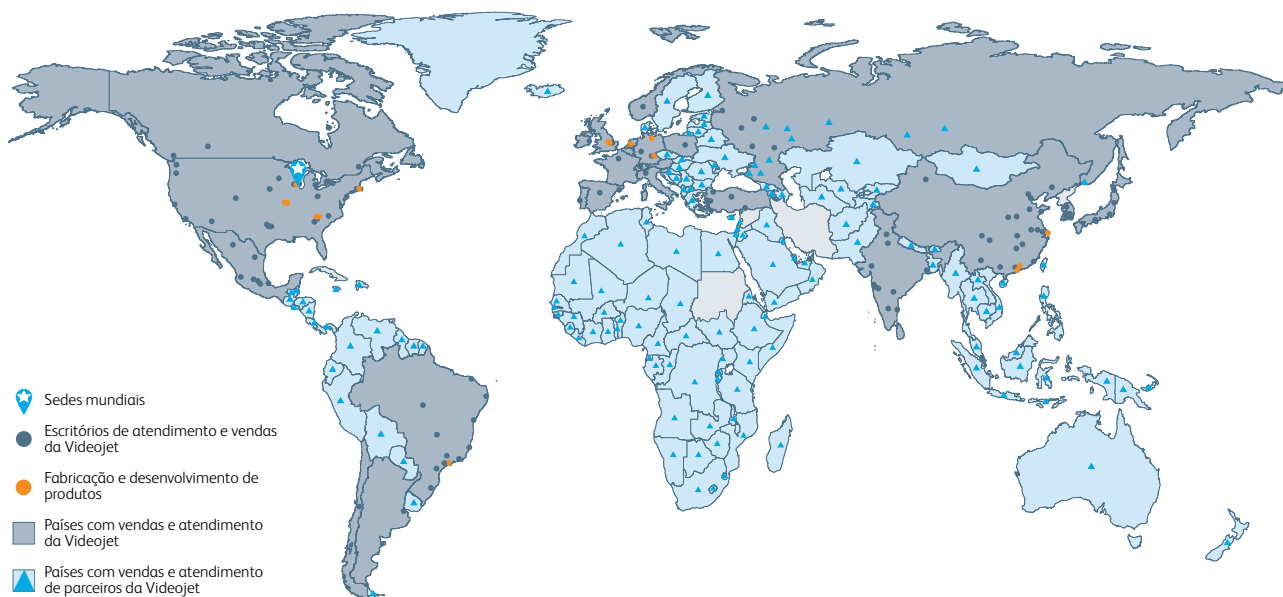 Sedes mundiais
Escritórios de atendimento e vendas
da Videojet
Fabricação e desenvolvimento de
produtos
Países com vendas e atendimento
da Videojet
Países com vendas e atendimento
de parceiros da Videojet